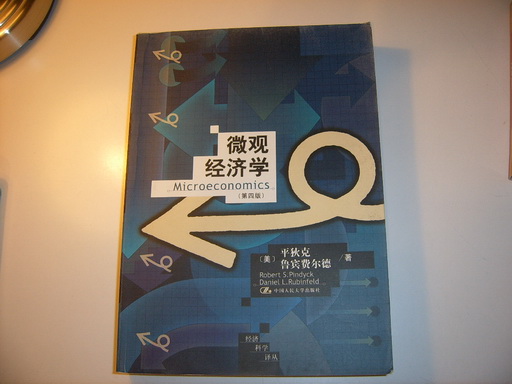 微观
经济学
Microeconomics
（第四版）
〔美〕 平狄克
鲁宾费尔德 著
Robert S.Pindyck
Daniel L.Rubinfeld
中国人民大学出版社
经济
科学
译丛